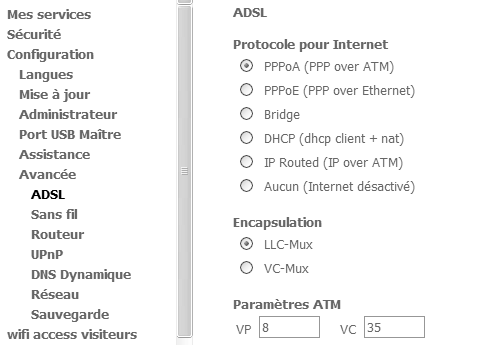 Mes services
Sécurité
Configuration
Langues
Mise à jour
Administrateur
Port USB Maître
Assistance
Avancée
ADSL
Sans fil
Routeur
UPnP
DNS Dynamique
Réseau
Sauvegarde
wifi access visiteurs
ADSL
Protocole pour Internet
PPPoA (PPP over ATM)
PPPoE (PPP over Ethernet)
Bridge
DHCP (dhcp client + nat)
IP Routed (IP over ATM)
Aucun (Internet désactivé)
Encapsulation
LLC-Mux
VC-Mux
Paramètres ATM
VP 8 VC 35